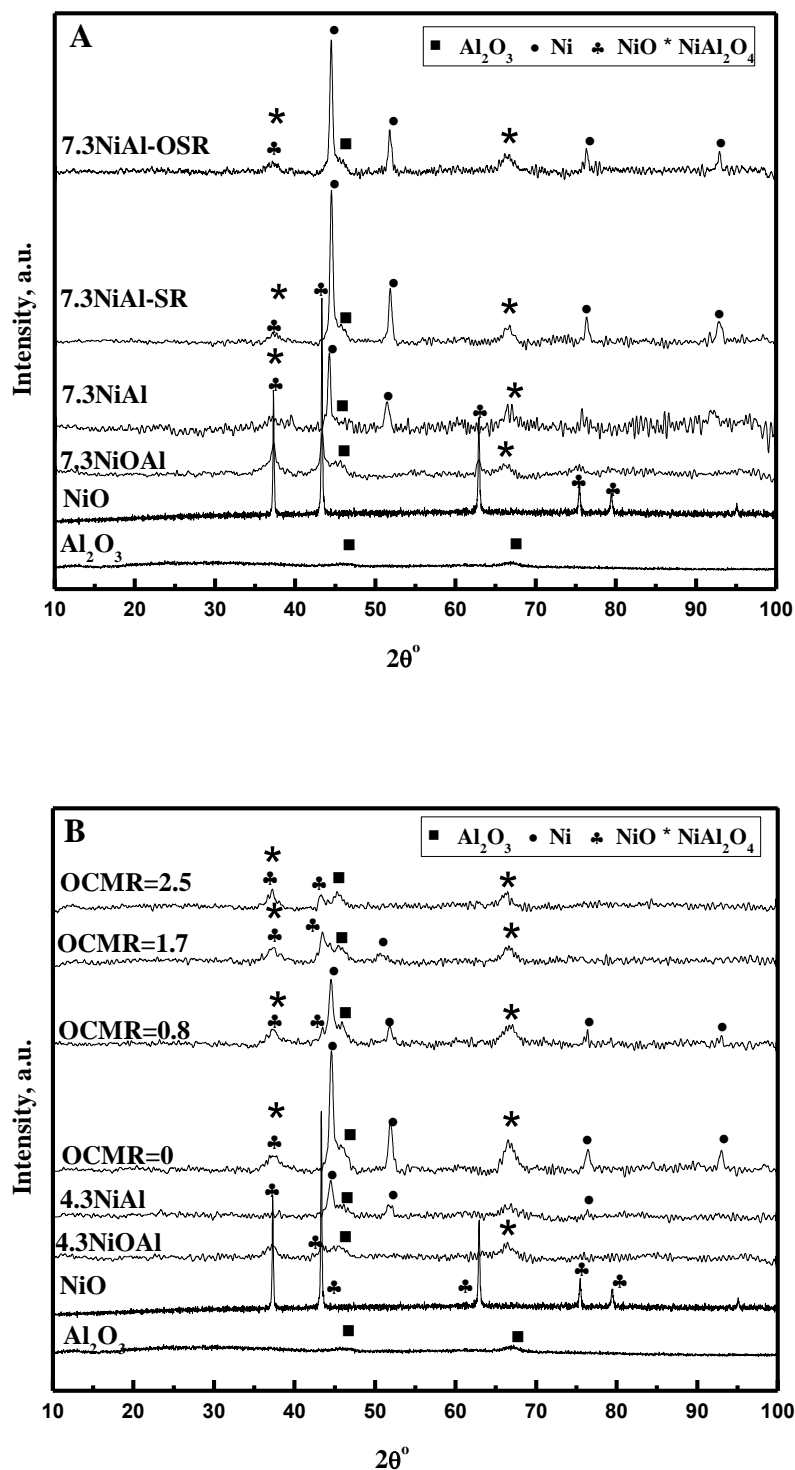 A
■ Al₂O₃ ● Ni ♣ NiO * NiAl₂O₄
7.3NiAl-OSR
7.3NiAl-SR
7.3NiAl
7,3NiOAl
NiO
Al₂O₃
Intensity, a.u.
10 20 30 40 50 60 70 80 90 100
2θ°
B
■ Al₂O₃ ● Ni ♣ NiO * NiAl₂O₄
OCMR=2.5
OCMR=1.7
OCMR=0.8
OCMR=0
4.3NiAl
4.3NiOAl
NiO
Al₂O₃
Intensity, a.u.
10 20 30 40 50 60 70 80 90 100
2θ°